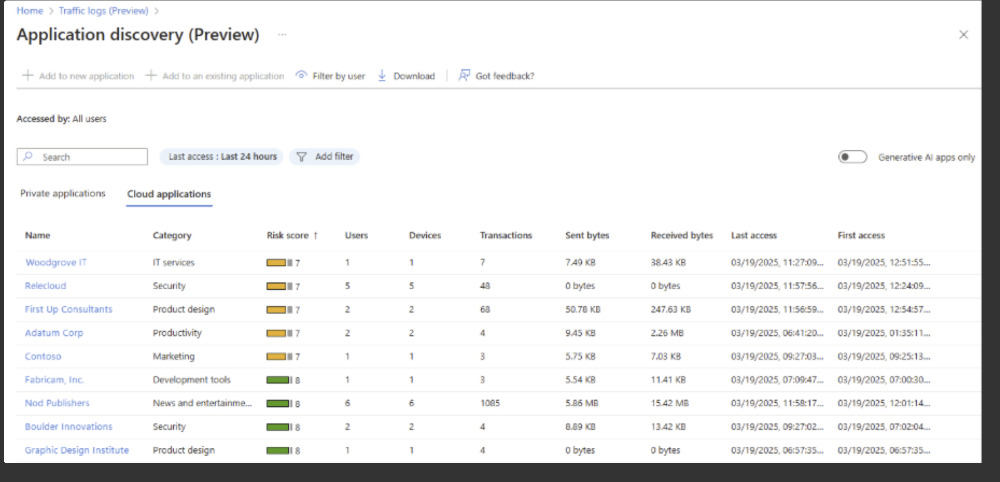 Home > Traffic logs (Preview) >
Application discovery (Preview) ...
Add to new application Add to an existing application Filter by user Download Got feedback?
Accessed by: All users
Search Last access : Last 24 hours Add filter Generative AI apps only
Private applications Cloud applications
Name Category Risk score ↑ Users Devices Transactions Sent bytes Received bytes Last access First access
Woodgrove IT IT services 7 1 1 7 7.49 KB 38.43 KB 03/19/2025, 11:27:09... 03/19/2025, 12:51:55...
Relecloud Security 7 5 5 48 0 bytes 0 bytes 03/19/2025, 11:57:56... 03/19/2025, 12:24:09...
First Up Consultants Product design 7 2 2 68 50.78 KB 247.63 KB 03/19/2025, 11:56:59... 03/19/2025, 12:54:57...
Adatum Corp Productivity 7 2 2 4 9.45 KB 2.26 MB 03/19/2025, 06:41:20... 03/19/2025, 01:35:11...
Contoso Marketing 7 1 1 3 5.75 KB 7.03 KB 03/19/2025, 09:27:03... 03/19/2025, 09:25:13...
Fabricam, Inc. Development tools 8 1 1 3 5.54 KB 11.41 KB 03/19/2025, 07:09:47... 03/19/2025, 07:00:30...
Nod Publishers News and entertainme... 8 6 6 1085 5.86 MB 15.42 MB 03/19/2025, 11:58:17... 03/19/2025, 12:01:14...
Boulder Innovations Security 8 2 2 4 8.89 KB 13.42 KB 03/19/2025, 09:27:02... 03/19/2025, 07:02:04...
Graphic Design Institute Product design 8 1 1 4 0 bytes 0 bytes 03/19/2025, 06:57:35... 03/19/2025, 06:57:35...